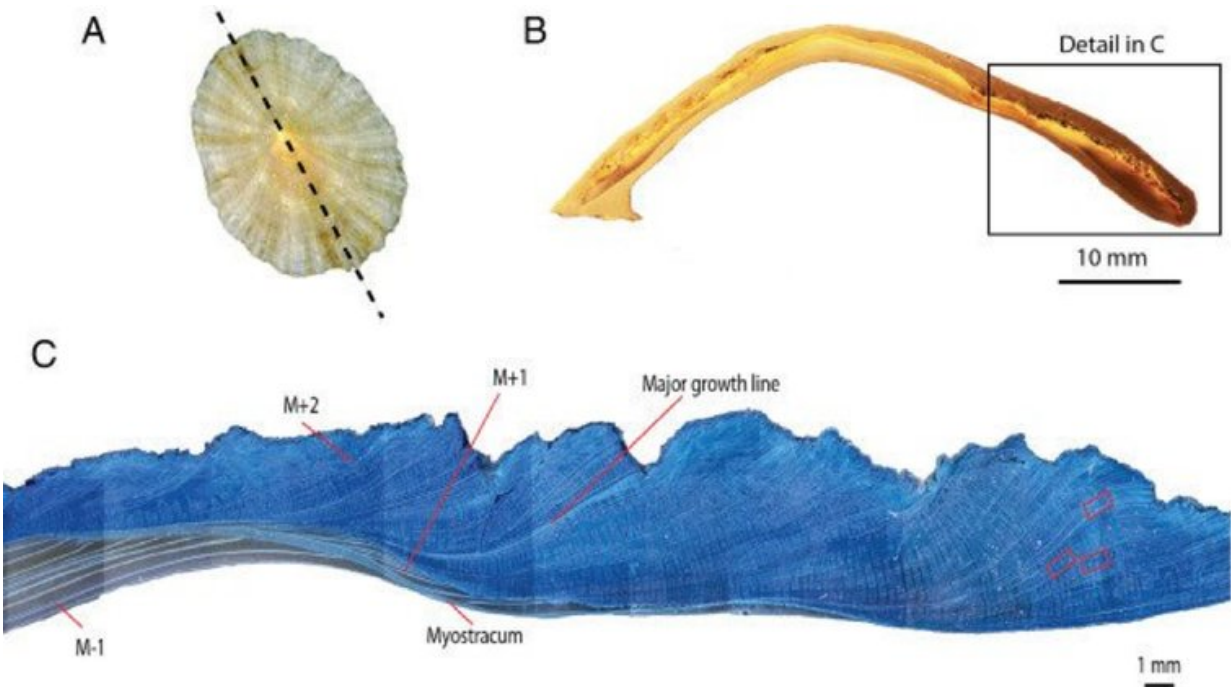 A
B
Detail in C
10 mm
C
M+2
M+1
Major growth line
M-1
Myostracum
1 mm